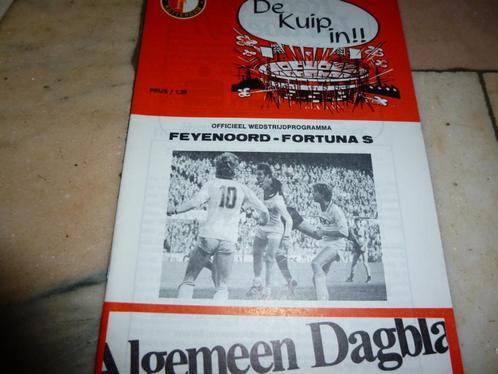 De
Kuip
in!!
PRIJS f 1,25
OFFICIEEL WEDSTRIJDPROGRAMMA
FEYENOORD-FORTUNA S
10
Algemeen Dagbla